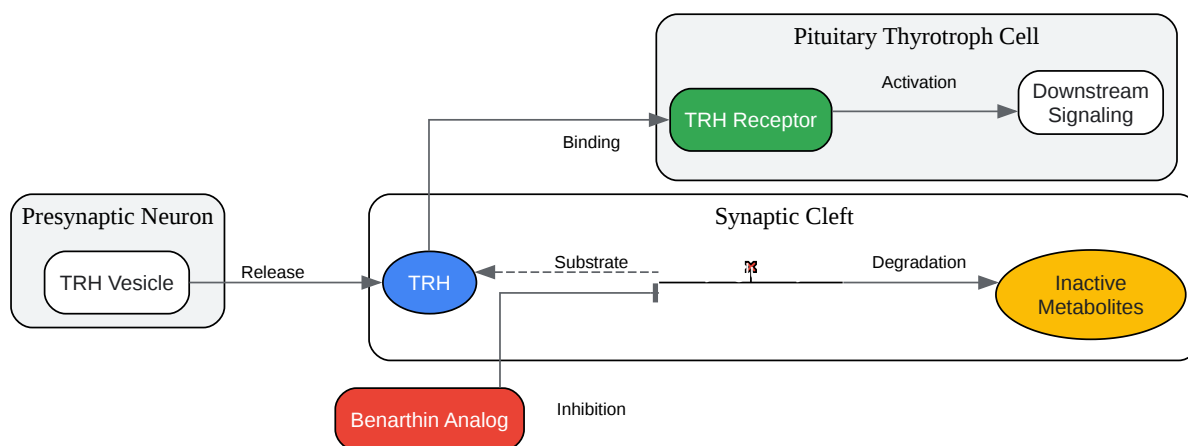 Pituitary Thyrotroph Cell
TRH Receptor
Activation
Downstream
Signaling
Binding
Presynaptic Neuron
TRH Vesicle
Release
Synaptic Cleft
TRH
Substrate
Degradation
Inactive
Metabolites
Benarthin Analog
Inhibition